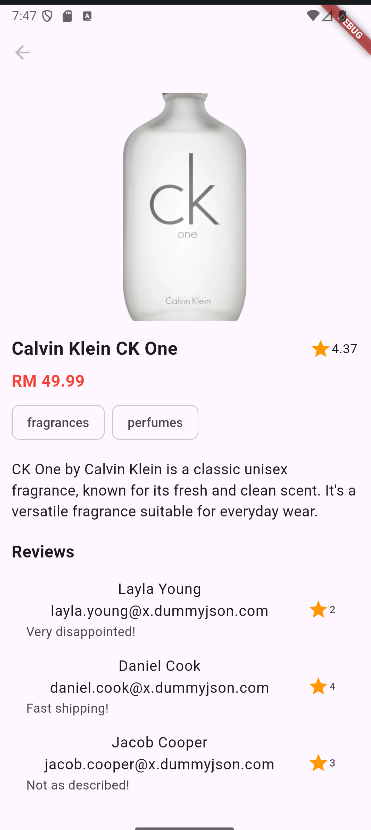 7:47
DEBUG
ck
one
Calvin Klein
Calvin Klein CK One
4.37
RM 49.99
fragrances
perfumes
CK One by Calvin Klein is a classic unisex
fragrance, known for its fresh and clean scent. It's a
versatile fragrance suitable for everyday wear.
Reviews
Layla Young
layla.young@x.dummyjson.com
2
Very disappointed!
Daniel Cook
daniel.cook@x.dummyjson.com
4
Fast shipping!
Jacob Cooper
jacob.cooper@x.dummyjson.com
3
Not as described!